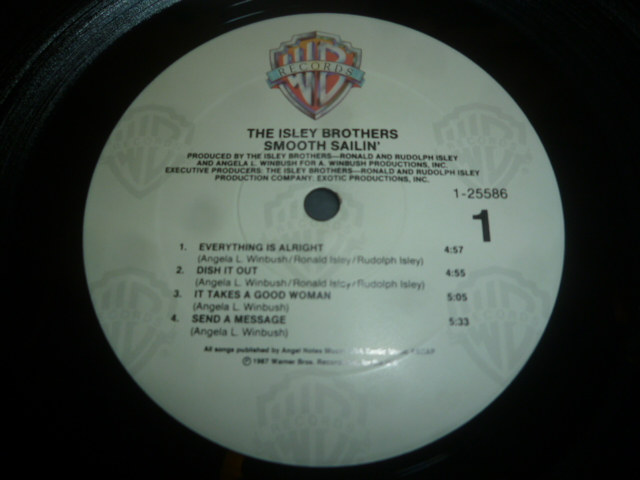 WB
RECORDS
THE ISLEY BROTHERS
SMOOTH SAILIN'
PRODUCED BY THE ISLEY BROTHERS—RONALD AND RUDOLPH ISLEY
AND ANGELA L. WINBUSH FOR A. WINBUSH PRODUCTIONS, INC.
EXECUTIVE PRODUCERS: THE ISLEY BROTHERS—RONALD AND RUDOLPH ISLEY
PRODUCTION COMPANY: EXOTIC PRODUCTIONS, INC.
1-25586
1
1. EVERYTHING IS ALRIGHT 4:57
(Angela L. Winbush/Ronald Isley/Rudolph Isley)
2. DISH IT OUT 4:55
(Angela L. Winbush/Ronald Isley/Rudolph Isley)
3. IT TAKES A GOOD WOMAN 5:05
(Angela L. Winbush)
4. SEND A MESSAGE 5:33
(Angela L. Winbush)
All songs published by Angel Notes ASCAP
℗ 1987 Warner Bros.